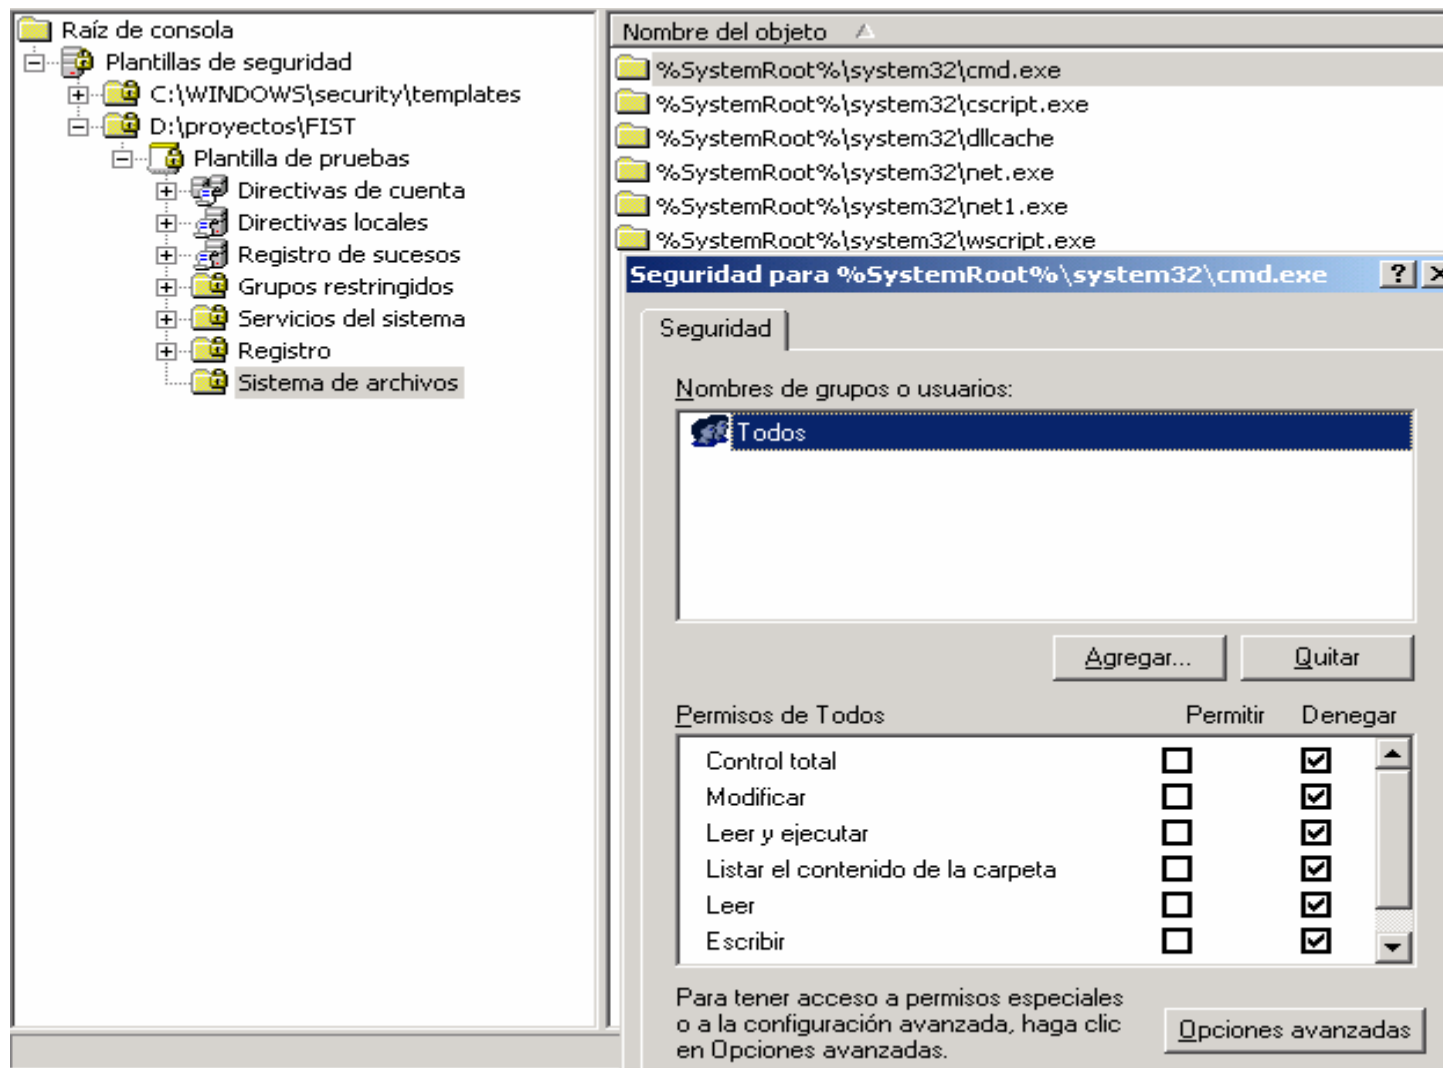 Raíz de consola
Plantillas de seguridad
C:\WINDOWS\security\templates
D:\proyectos\FIST
Plantilla de pruebas
Directivas de cuenta
Directivas locales
Registro de sucesos
Grupos restringidos
Servicios del sistema
Registro
Sistema de archivos
Nombre del objeto
%SystemRoot%\system32\cmd.exe
%SystemRoot%\system32\cscript.exe
%SystemRoot%\system32\dllcache
%SystemRoot%\system32\net.exe
%SystemRoot%\system32\net1.exe
%SystemRoot%\system32\wscript.exe
Seguridad para %SystemRoot%\system32\cmd.exe
Seguridad
Nombres de grupos o usuarios:
Todos
Agregar... Quitar
Permisos de Todos Permitir Denegar
Control total
Modificar
Leer y ejecutar
Listar el contenido de la carpeta
Leer
Escribir
Para tener acceso a permisos especiales
o a la configuración avanzada, haga clic
en Opciones avanzadas.
Opciones avanzadas